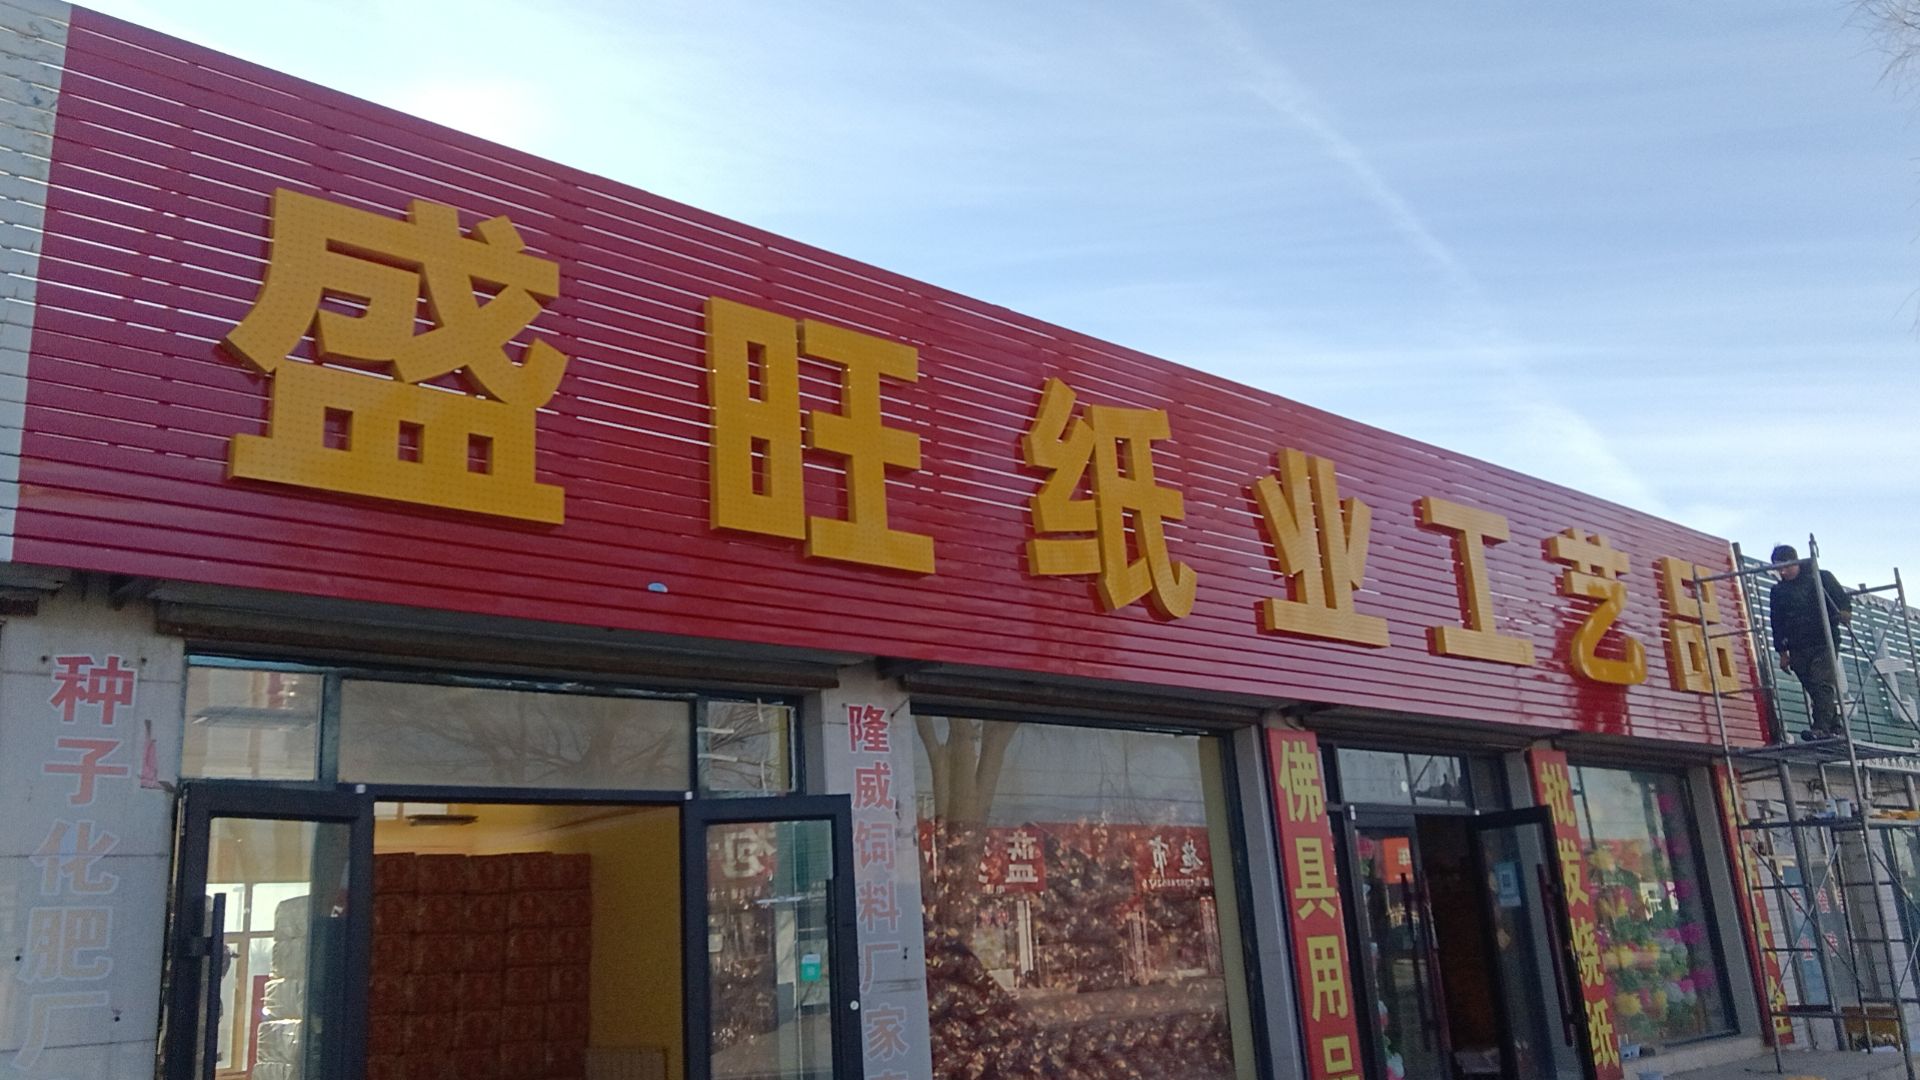 盛旺纸业工艺品
种子化肥厂
隆威饲料厂家
佛具用品
批发烧纸